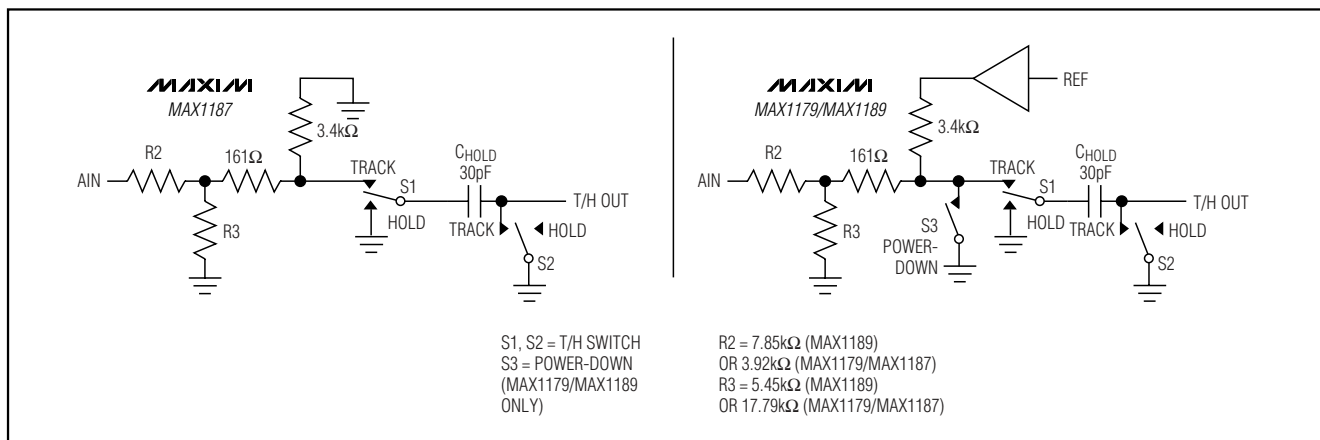 MAXIM
MAX1187
3.4kΩ
R2
161Ω
TRACK
CHOLD
30pF
AIN
S1
T/H OUT
HOLD
TRACK
HOLD
R3
S2
MAXIM
MAX1179/MAX1189
REF
3.4kΩ
R2
161Ω
TRACK
CHOLD
30pF
AIN
S1
T/H OUT
HOLD
TRACK
HOLD
R3
S3
POWER-
DOWN
S2
S1, S2 = T/H SWITCH
S3 = POWER-DOWN
(MAX1179/MAX1189
ONLY)
R2 = 7.85kΩ (MAX1189)
OR 3.92kΩ (MAX1179/MAX1187)
R3 = 5.45kΩ (MAX1189)
OR 17.79kΩ (MAX1179/MAX1187)